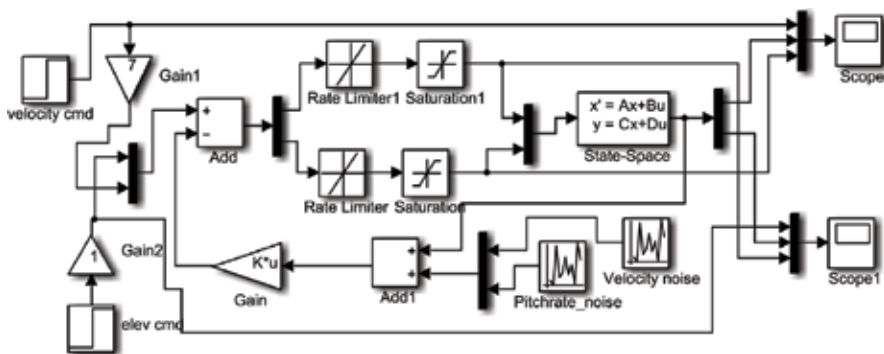 7
Gain1
velocity cmd
Rate Limiter1
Saturation1
Scope
+
−
Add
x' = Ax+Bu
y = Cx+Du
State-Space
Rate Limiter
Saturation
Gain2
1
elev cmd
K*u
Gain
+
+
Add1
Velocity noise
Pitchrate_noise
Scope1